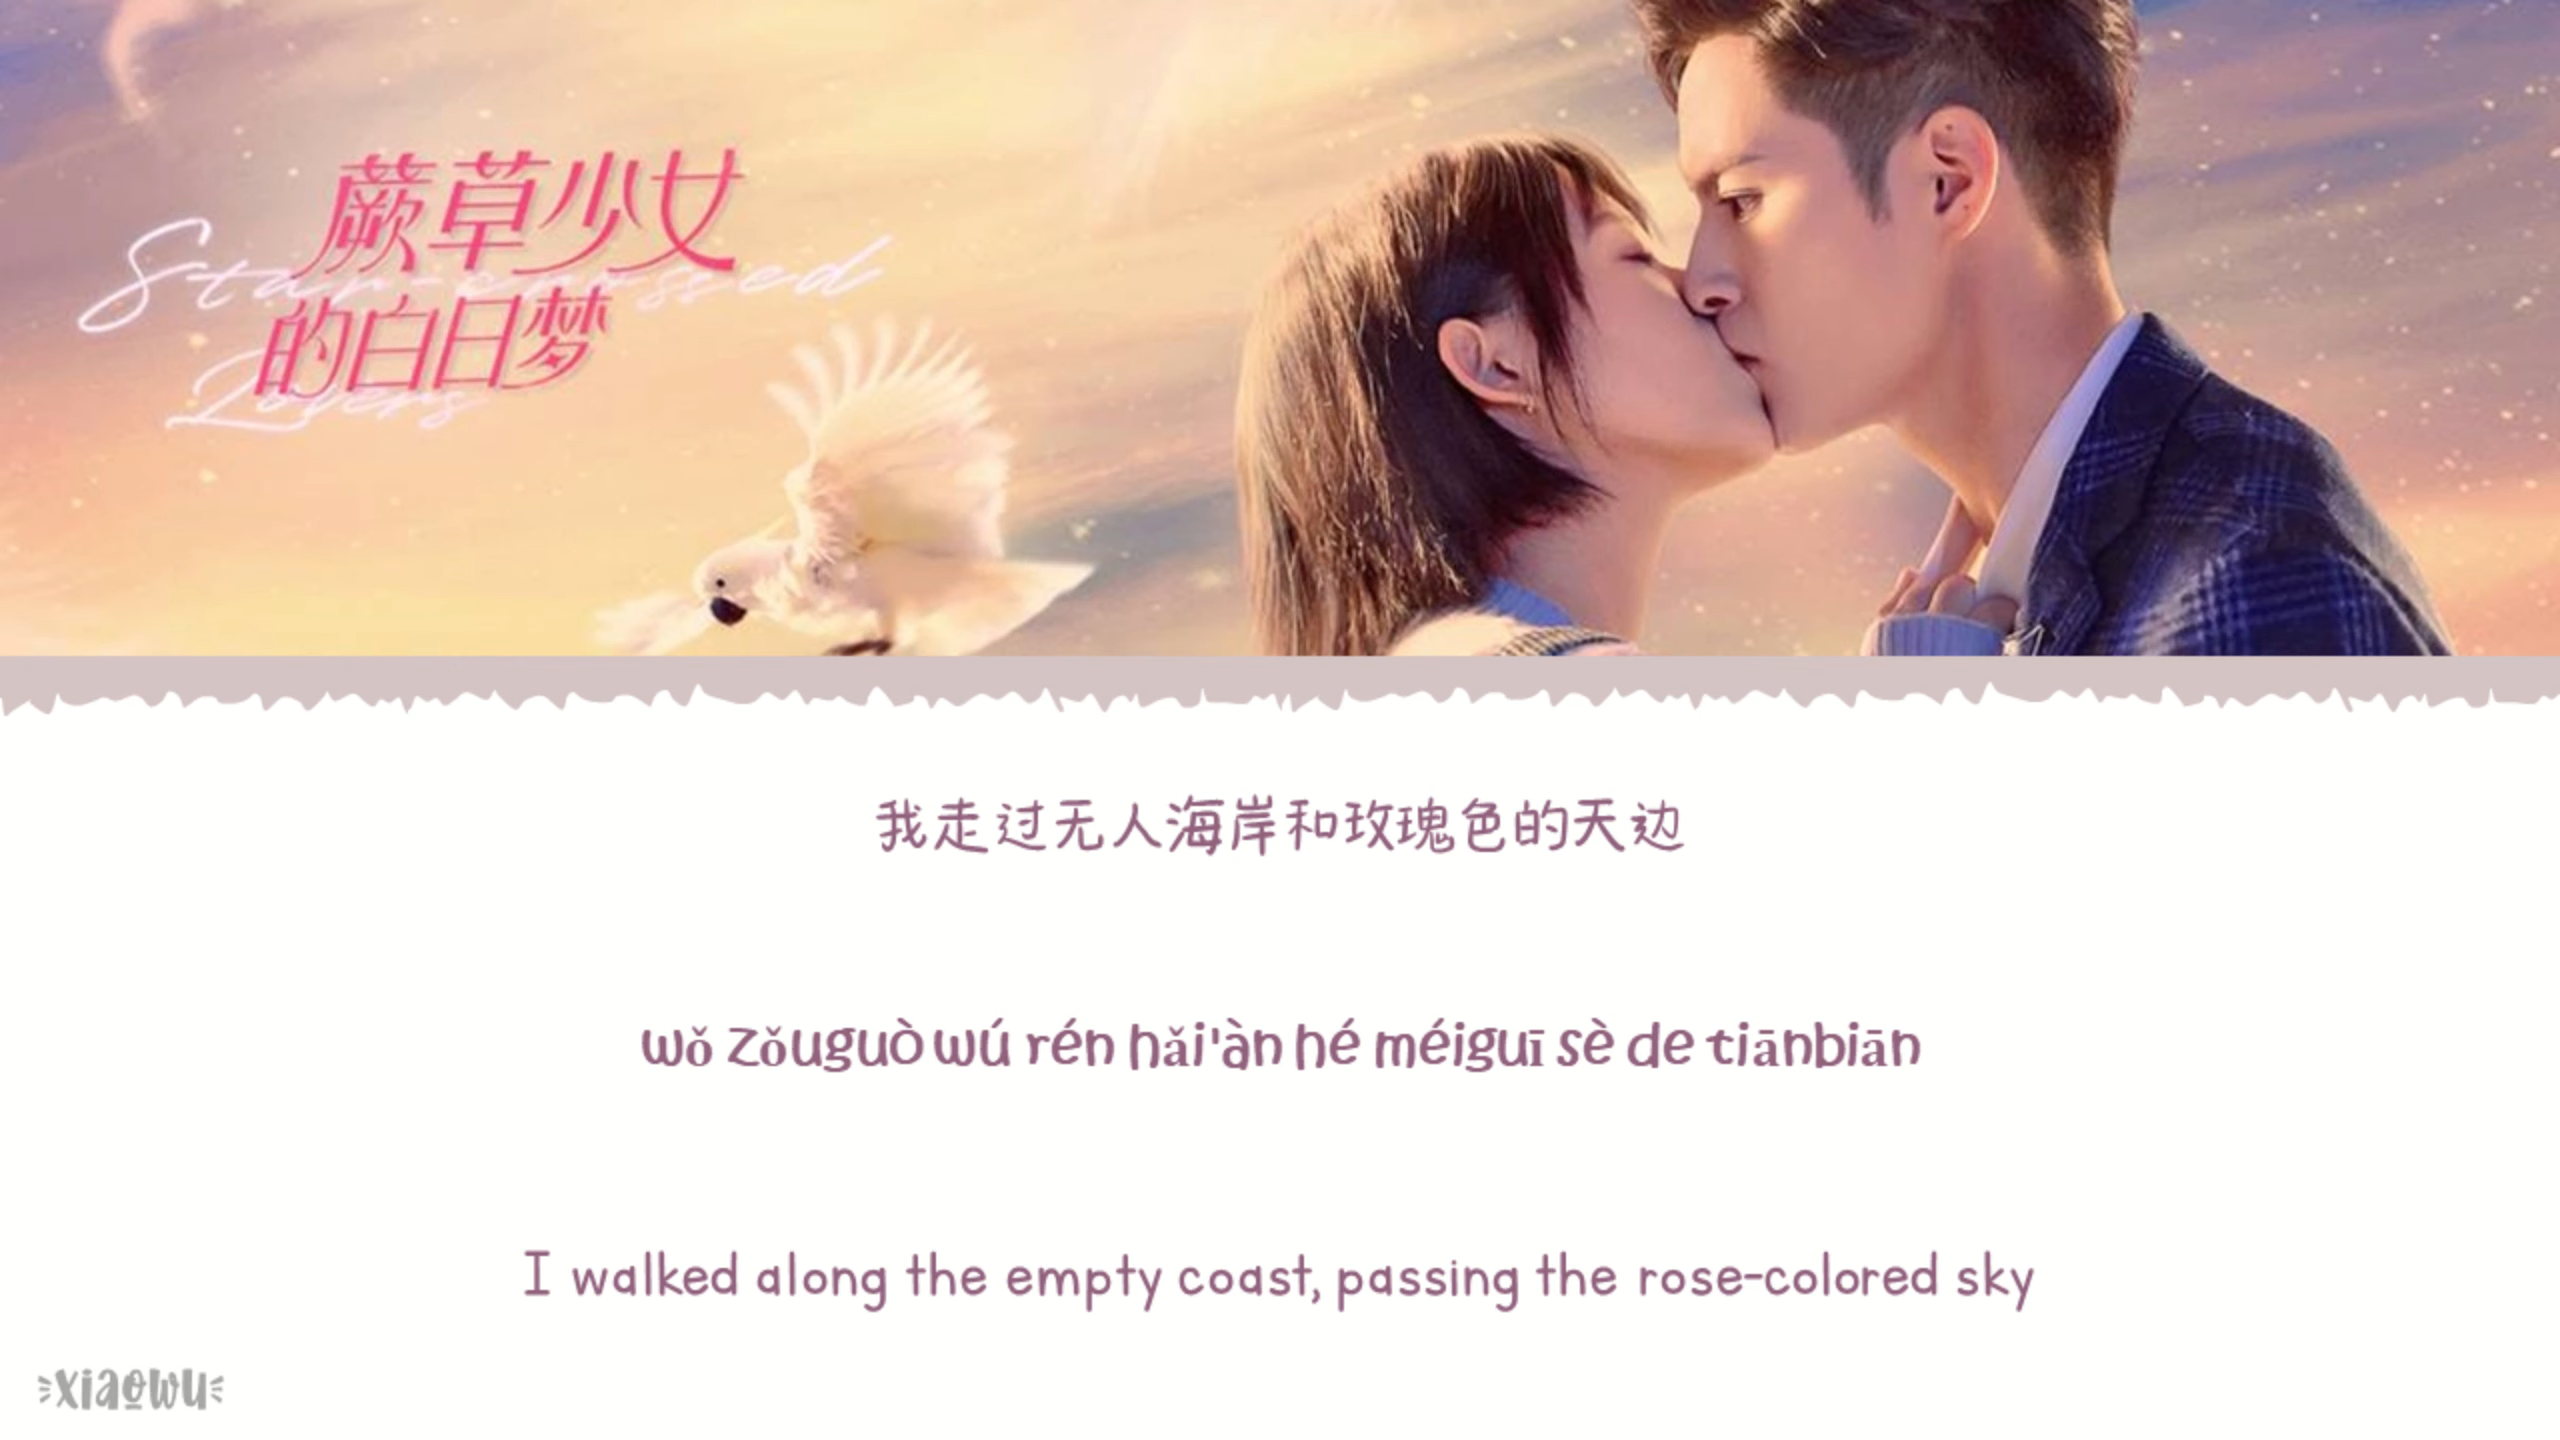 蕨草少女
Star-crossed
的白日梦
Lovers
我走过无人海岸和玫瑰色的天边
wǒ zǒuguò wú rén hǎi'àn hé méiguī sè de tiānbiān
I walked along the empty coast, passing the rose-colored sky
xiaowu